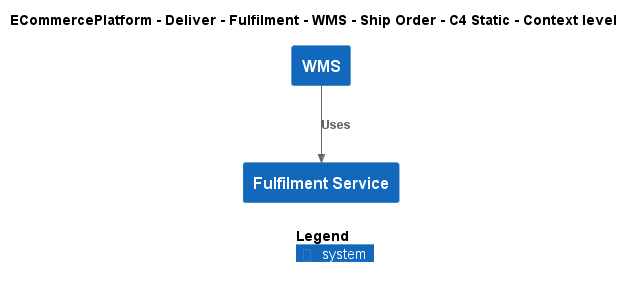 ECommercePlatform - Deliver - Fulfilment - WMS - Ship Order - C4 Static - Context level
WMS
Uses
Fulfilment Service
Legend
system